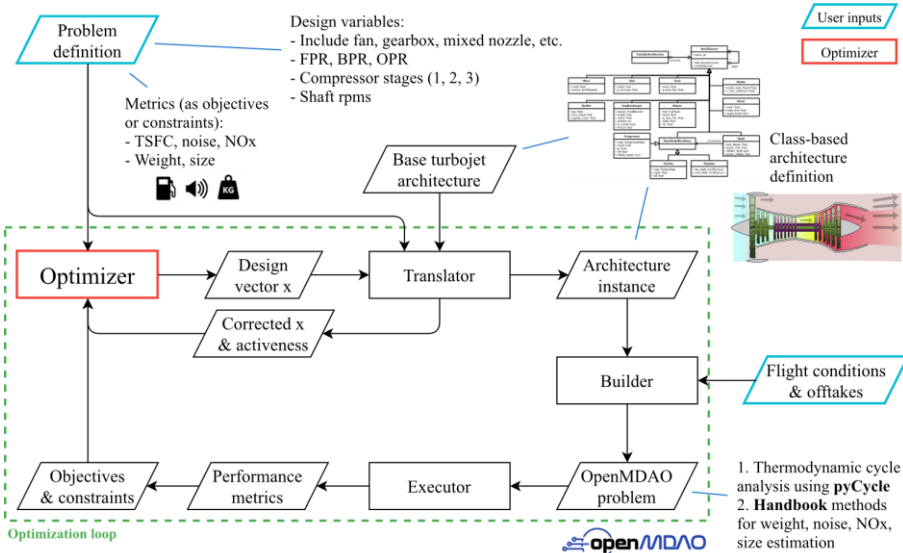 Problem
definition
Design variables:
- Include fan, gearbox, mixed nozzle, etc.
- FPR, BPR, OPR
- Compressor stages (1, 2, 3)
- Shaft rpms
User inputs
Optimizer
Metrics (as objectives
or constraints):
- TSFC, noise, NOx
- Weight, size
KG
Base turbojet
architecture
Class-based
architecture
definition
Optimizer
Design
vector x
Translator
Architecture
instance
Corrected x
& activeness
Builder
Flight conditions
& offtakes
Objectives
& constraints
Performance
metrics
Executor
OpenMDAO
problem
1. Thermodynamic cycle
analysis using pyCycle
2. Handbook methods
for weight, noise, NOx,
size estimation
Optimization loop
openMDAO